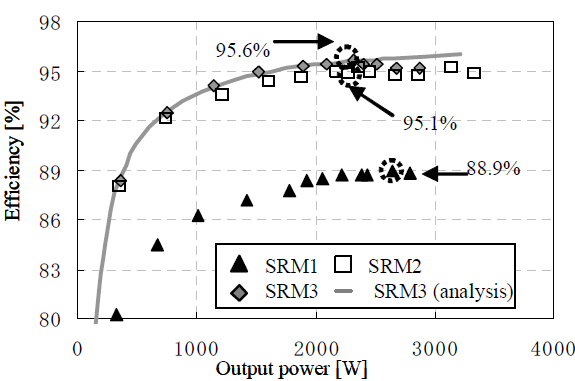 98
95.6%
95
92
95.1%
Efficiency [%]
89
88.9%
86
83
SRM1
SRM2
SRM3
SRM3 (analysis)
80
0
1000
2000
3000
4000
Output power [W]